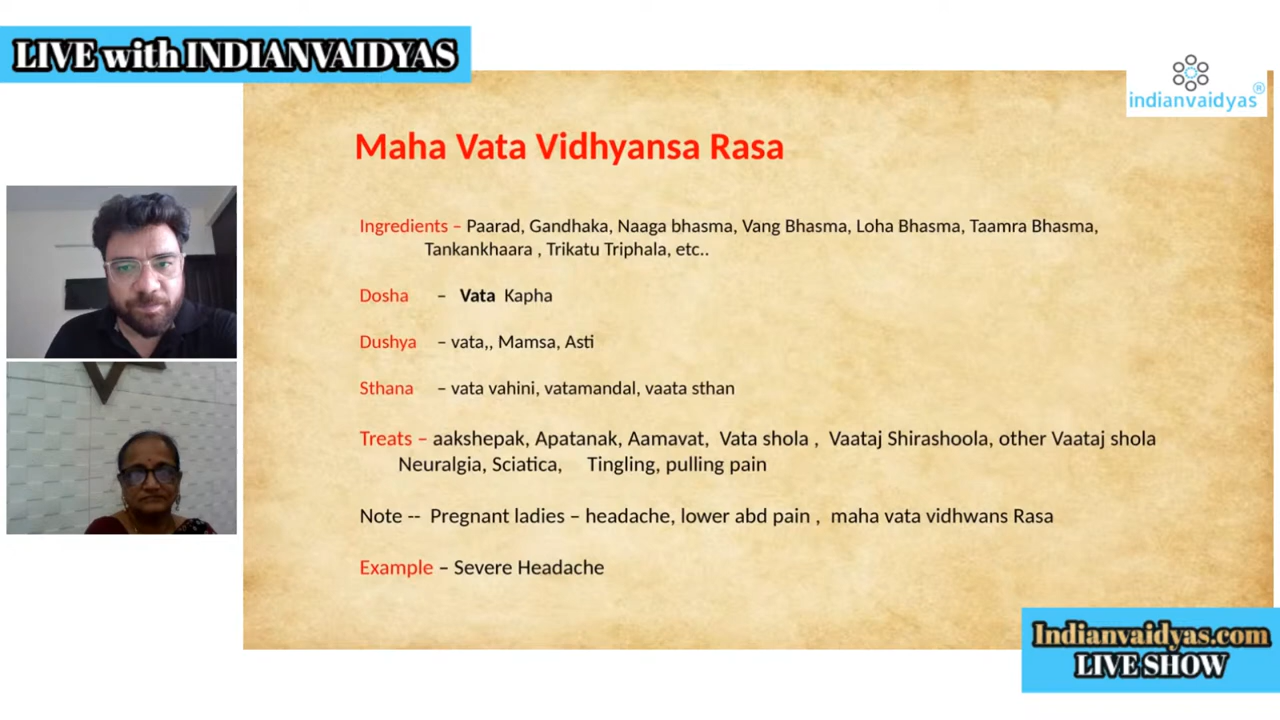 LIVE with INDIANVAIDYAS
indianvaidyas®
Maha Vata Vidhyansa Rasa
Ingredients – Paarad, Gandhaka, Naaga bhasma, Vang Bhasma, Loha Bhasma, Taamra Bhasma,
Tankankhaara , Trikatu Triphala, etc..
Dosha – Vata Kapha
Dushya – vata,, Mamsa, Asti
Sthana – vata vahini, vatamandal, vaata sthan
Treats – aakshepak, Apatanak, Aamavat, Vata shola , Vaataj Shirashoola, other Vaataj shola
Neuralgia, Sciatica, Tingling, pulling pain
Note -- Pregnant ladies – headache, lower abd pain , maha vata vidhwans Rasa
Example – Severe Headache
Indianvaidyas.com
LIVE SHOW